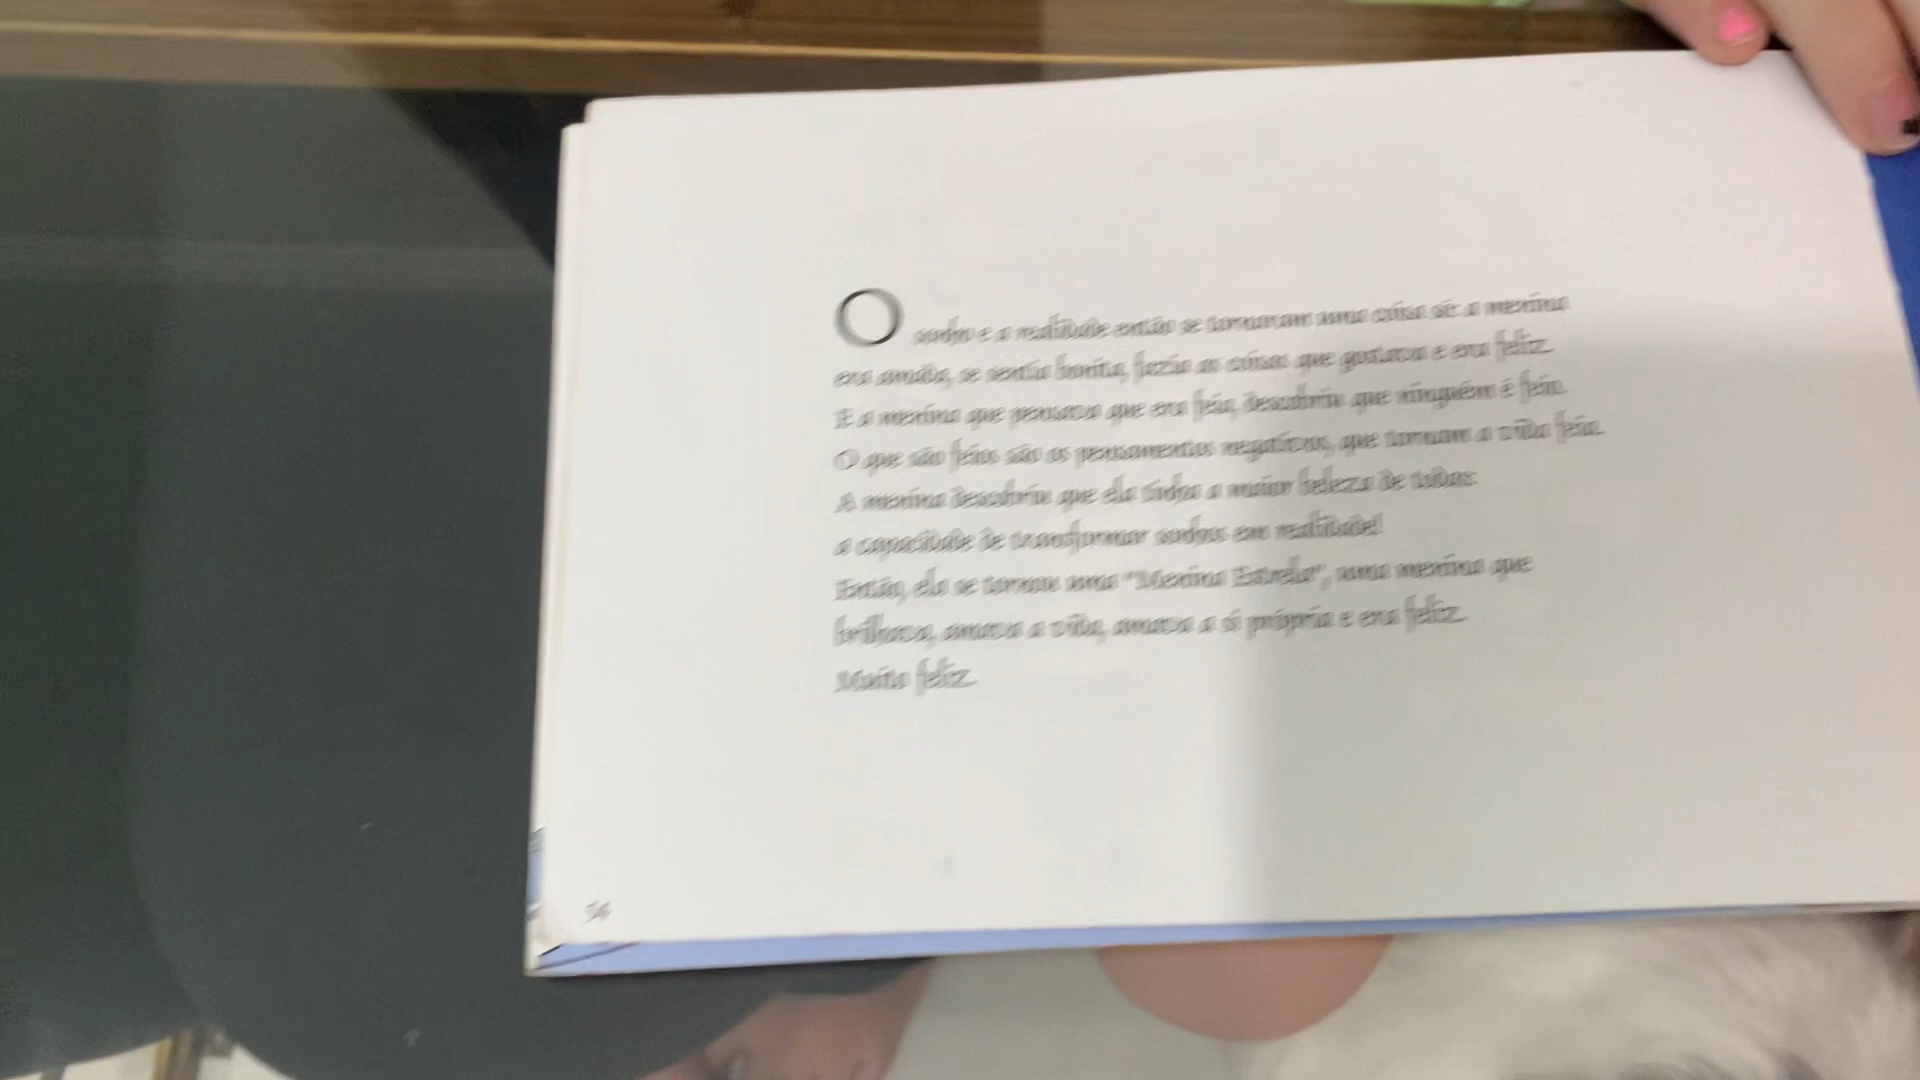 O sonho e a realidade então se tornaram uma coisa só: a menina
era amada, se sentia bonita, fazia as coisas que gostava e era feliz.
E a menina que pensava que era feia, descobriu que ninguém é feio.
O que são feios são os pensamentos negativos, que tornam a vida feia.
A menina descobriu que ela tinha a maior beleza de todas:
a capacidade de transformar sonhos em realidade!
Então, ela se tornou uma "Menina Estrela", uma menina que
brilhava, amava a vida, amava a si própria e era feliz.
Muito feliz.